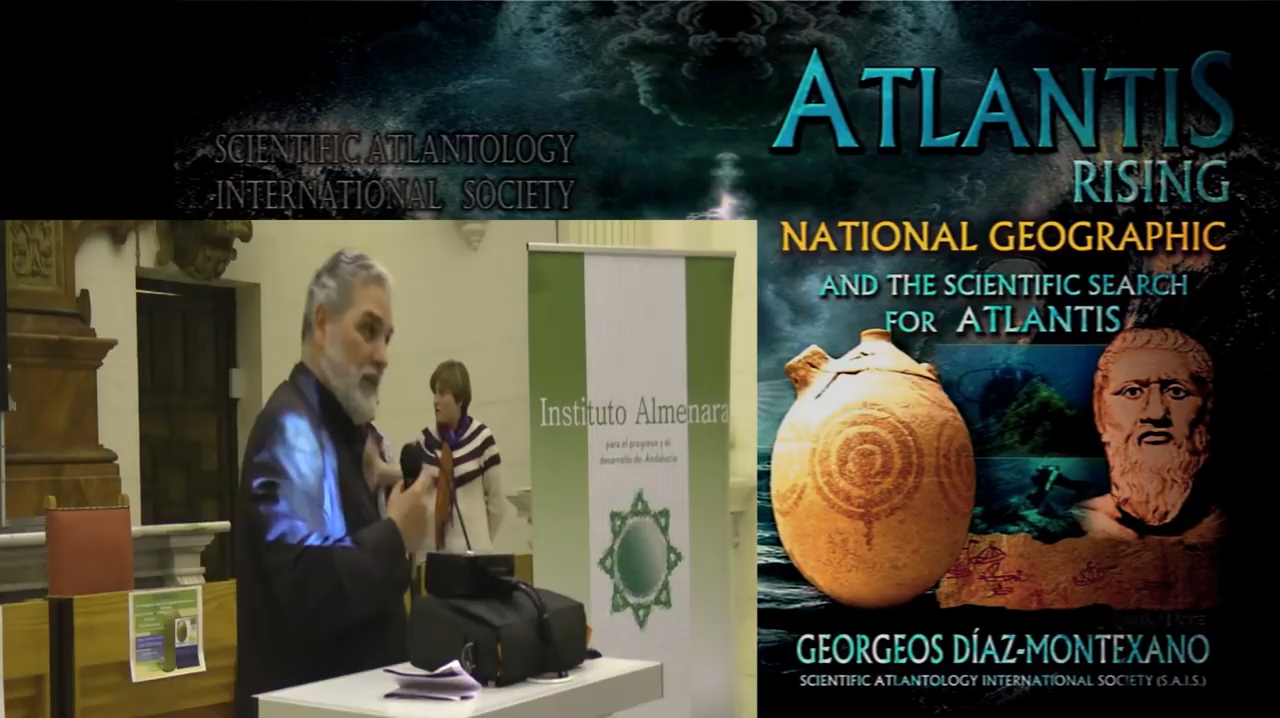 SCIENTIFIC ATLANTOLOGY
INTERNATIONAL SOCIETY
ATLANTIS
RISING
NATIONAL GEOGRAPHIC
AND THE SCIENTIFIC SEARCH
FOR ATLANTIS
GEORGEOS DÍAZ-MONTEXANO
SCIENTIFIC ATLANTOLOGY INTERNATIONAL SOCIETY (S.A.I.S.)
Instituto Almenara
para el progreso y el
desarrollo de Andalucía